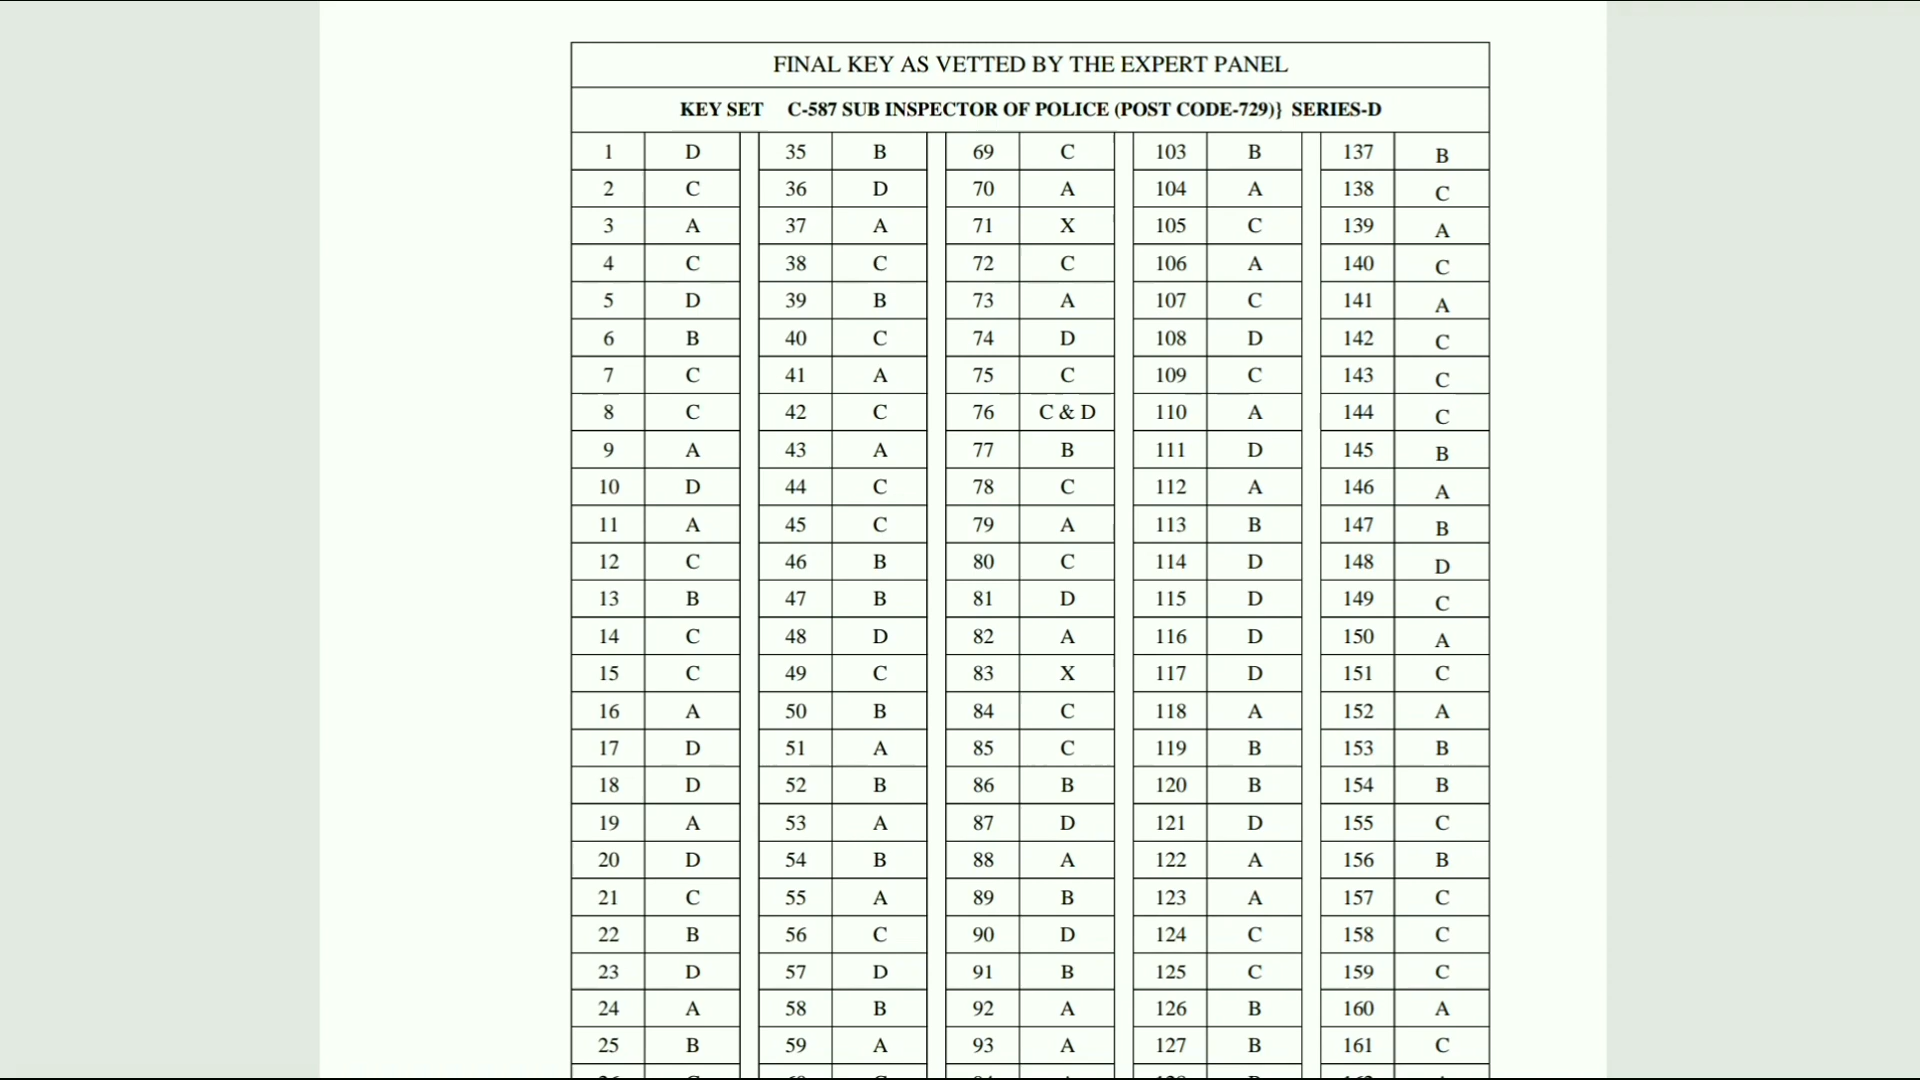 FINAL KEY AS VETTED BY THE EXPERT PANEL
KEY SET C-587 SUB INSPECTOR OF POLICE (POST CODE-729)} SERIES-D
1 D 35 B 69 C 103 B 137 B
2 C 36 D 70 A 104 A 138 C
3 A 37 A 71 X 105 C 139 A
4 C 38 C 72 C 106 A 140 C
5 D 39 B 73 A 107 C 141 A
6 B 40 C 74 D 108 D 142 C
7 C 41 A 75 C 109 C 143 C
8 C 42 C 76 C & D 110 A 144 C
9 A 43 A 77 B 111 D 145 B
10 D 44 C 78 C 112 A 146 A
11 A 45 C 79 A 113 B 147 B
12 C 46 B 80 C 114 D 148 D
13 B 47 B 81 D 115 D 149 C
14 C 48 D 82 A 116 D 150 A
15 C 49 C 83 X 117 D 151 C
16 A 50 B 84 C 118 A 152 A
17 D 51 A 85 C 119 B 153 B
18 D 52 B 86 B 120 B 154 B
19 A 53 A 87 D 121 D 155 C
20 D 54 B 88 A 122 A 156 B
21 C 55 A 89 B 123 A 157 C
22 B 56 C 90 D 124 C 158 C
23 D 57 D 91 B 125 C 159 C
24 A 58 B 92 A 126 B 160 A
25 B 59 A 93 A 127 B 161 C